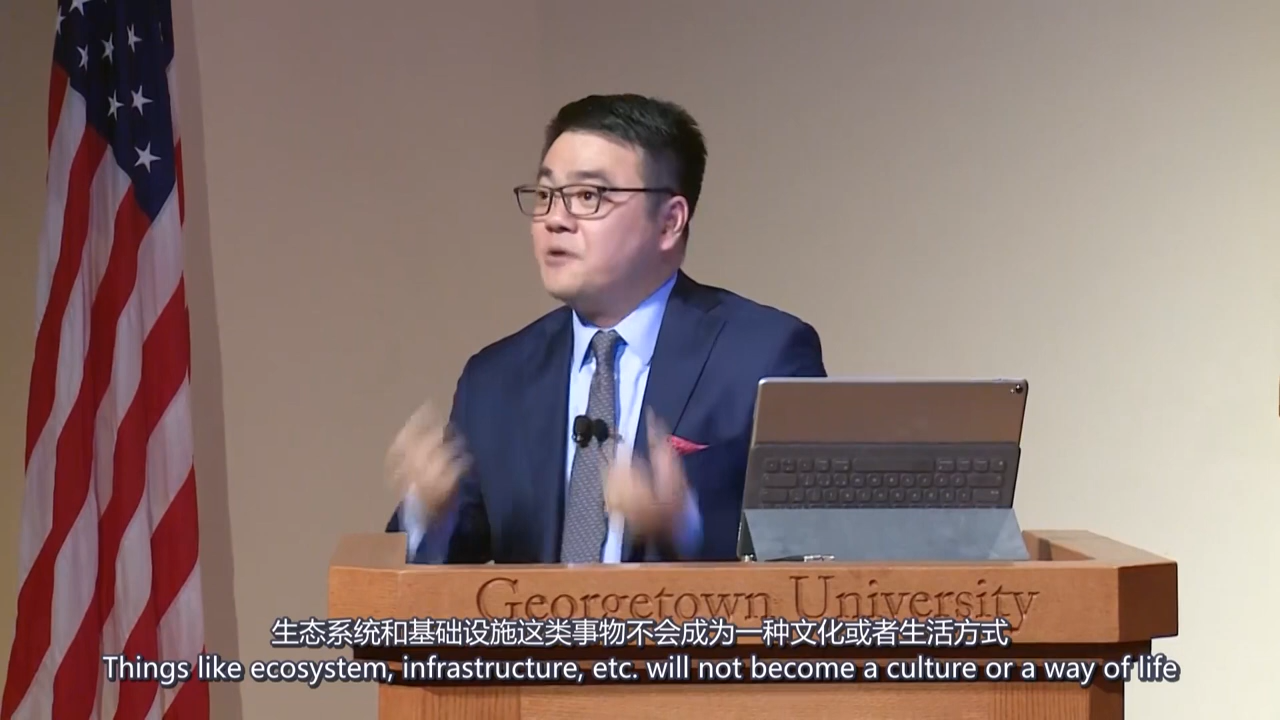 Georgetown University
生态系统和基础设施这类事物不会成为一种文化或者生活方式
Things like ecosystem, infrastructure, etc. will not become a culture or a way of life